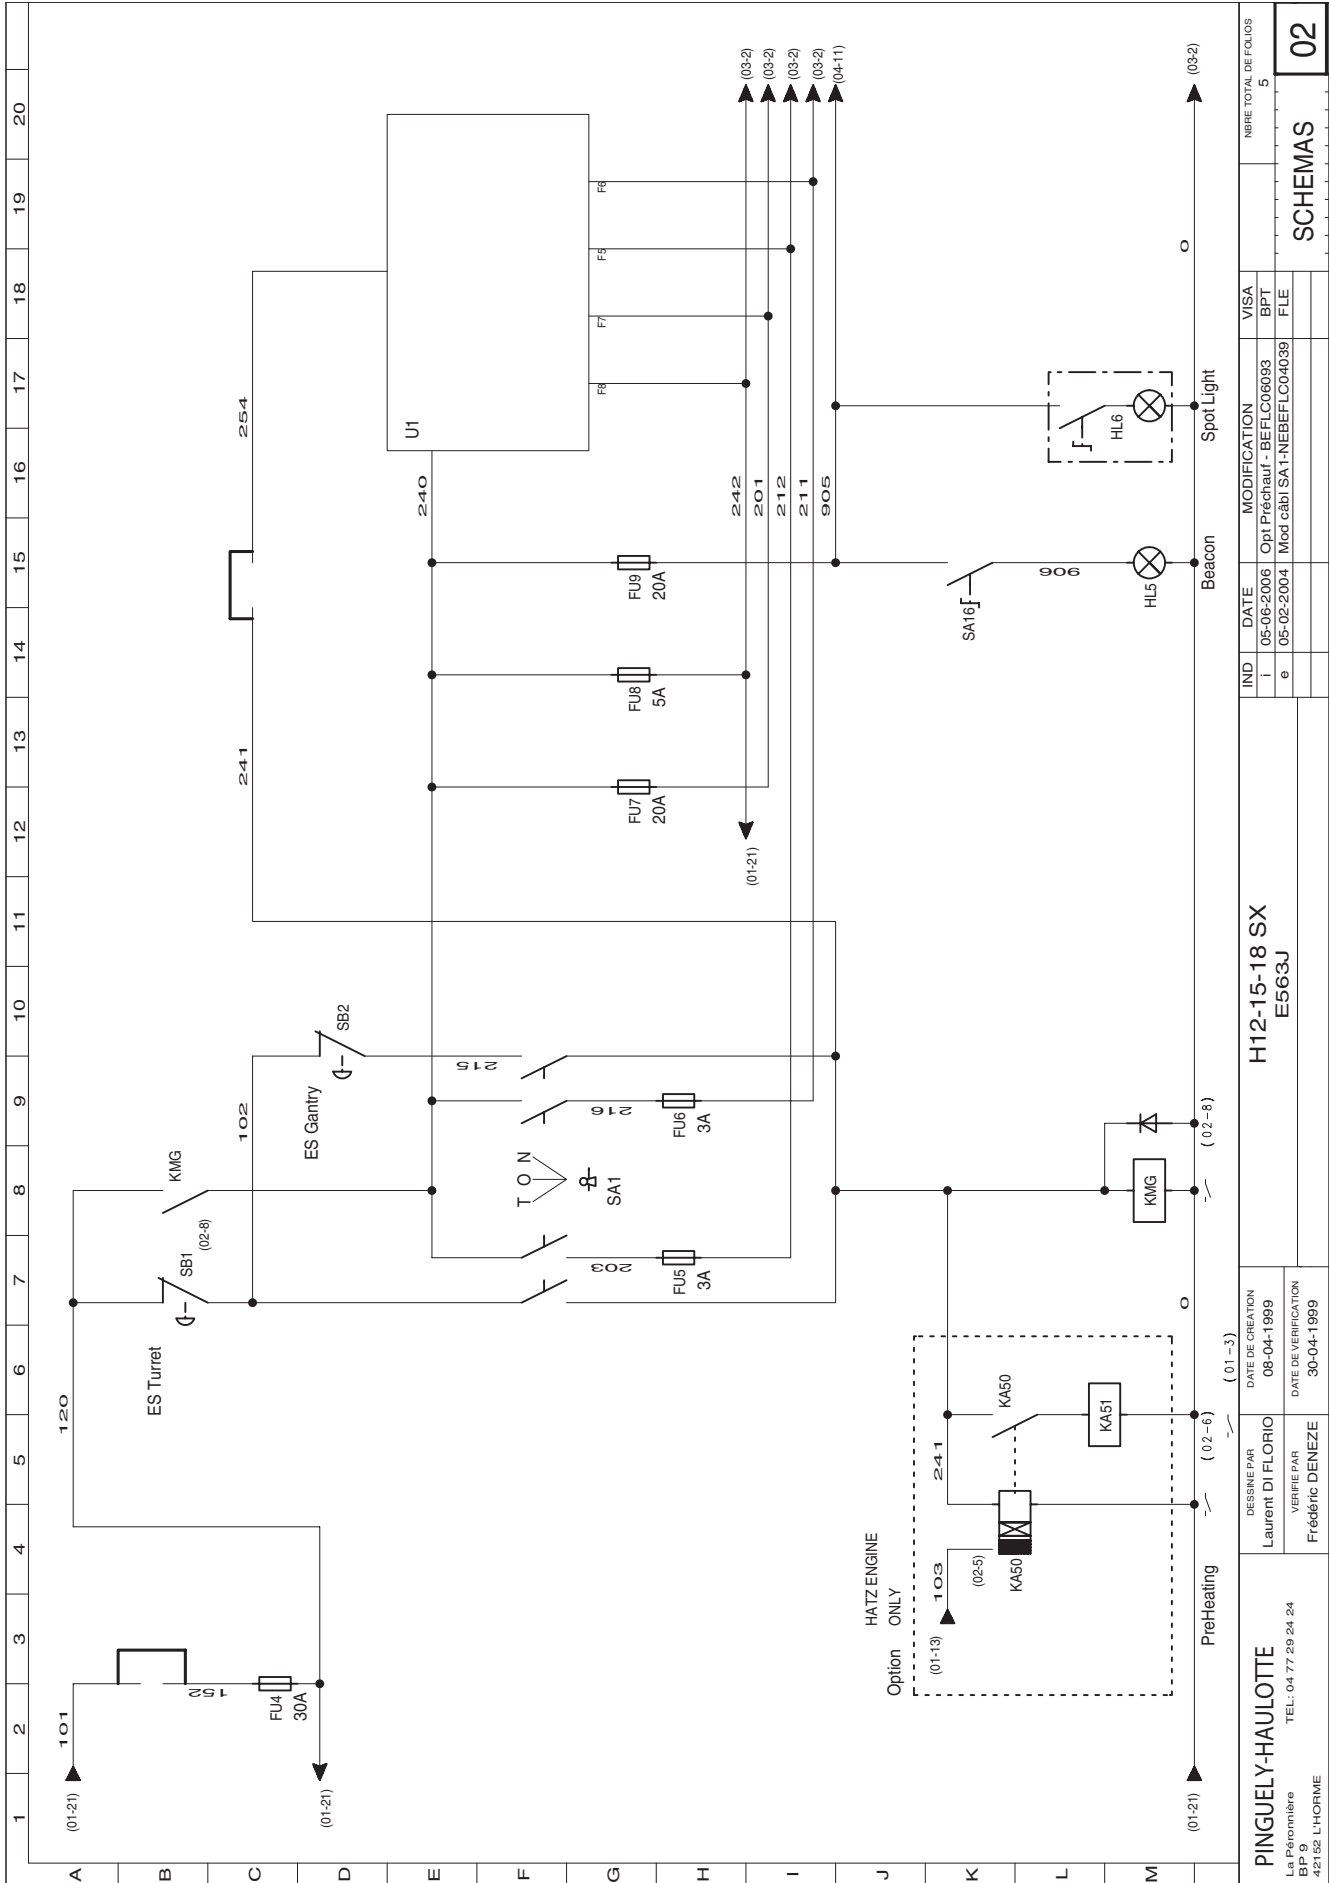 1 2 3 4 5 6 7 8 9 10 11 12 13 14 15 16 17 18 19 20
A
B
C
D
E
F
G
H
I
J
K
L
M
(01-21)
101
152
FU4
30A
(01-21)
120
ES Turret
SB1
(02-8)
KMG
102
ES Gantry
SB2
215
T O N
SA1
203
216
FU5
3A
FU6
3A
241
254
240
U1
F8
F7
F5
F6
FU7
20A
FU8
5A
FU9
20A
(01-21)
242
201
212
211
905
(03-2)
(03-2)
(03-2)
(03-2)
(04-11)
SA16
906
HL5
Beacon
HL6
Spot Light
Option
HATZ ENGINE
ONLY
(01-13)
103
(02-5)
KA50
241
KA50
KA51
PreHeating
(02-6)
(01-3)
KMG
(02-8)
(01-21)
0
0
(03-2)
PINGUELY-HAULOTTE
La Péronnière
BP 9
42152 L'HORME
TEL: 04 77 29 24 24
DESSINE PAR
Laurent DI FLORIO
VERIFIE PAR
Frédéric DENEZE
DATE DE CREATION
08-04-1999
DATE DE VERIFICATION
30-04-1999
H12-15-18 SX
E563J
IND DATE MODIFICATION VISA
i 05-06-2006 Opt Préchauf - BEFLC06093 BPT
e 05-02-2004 Mod câbl SA1-NEBEFLC04039 FLE
NBRE TOTAL DE FOLIOS
5
SCHEMAS
02